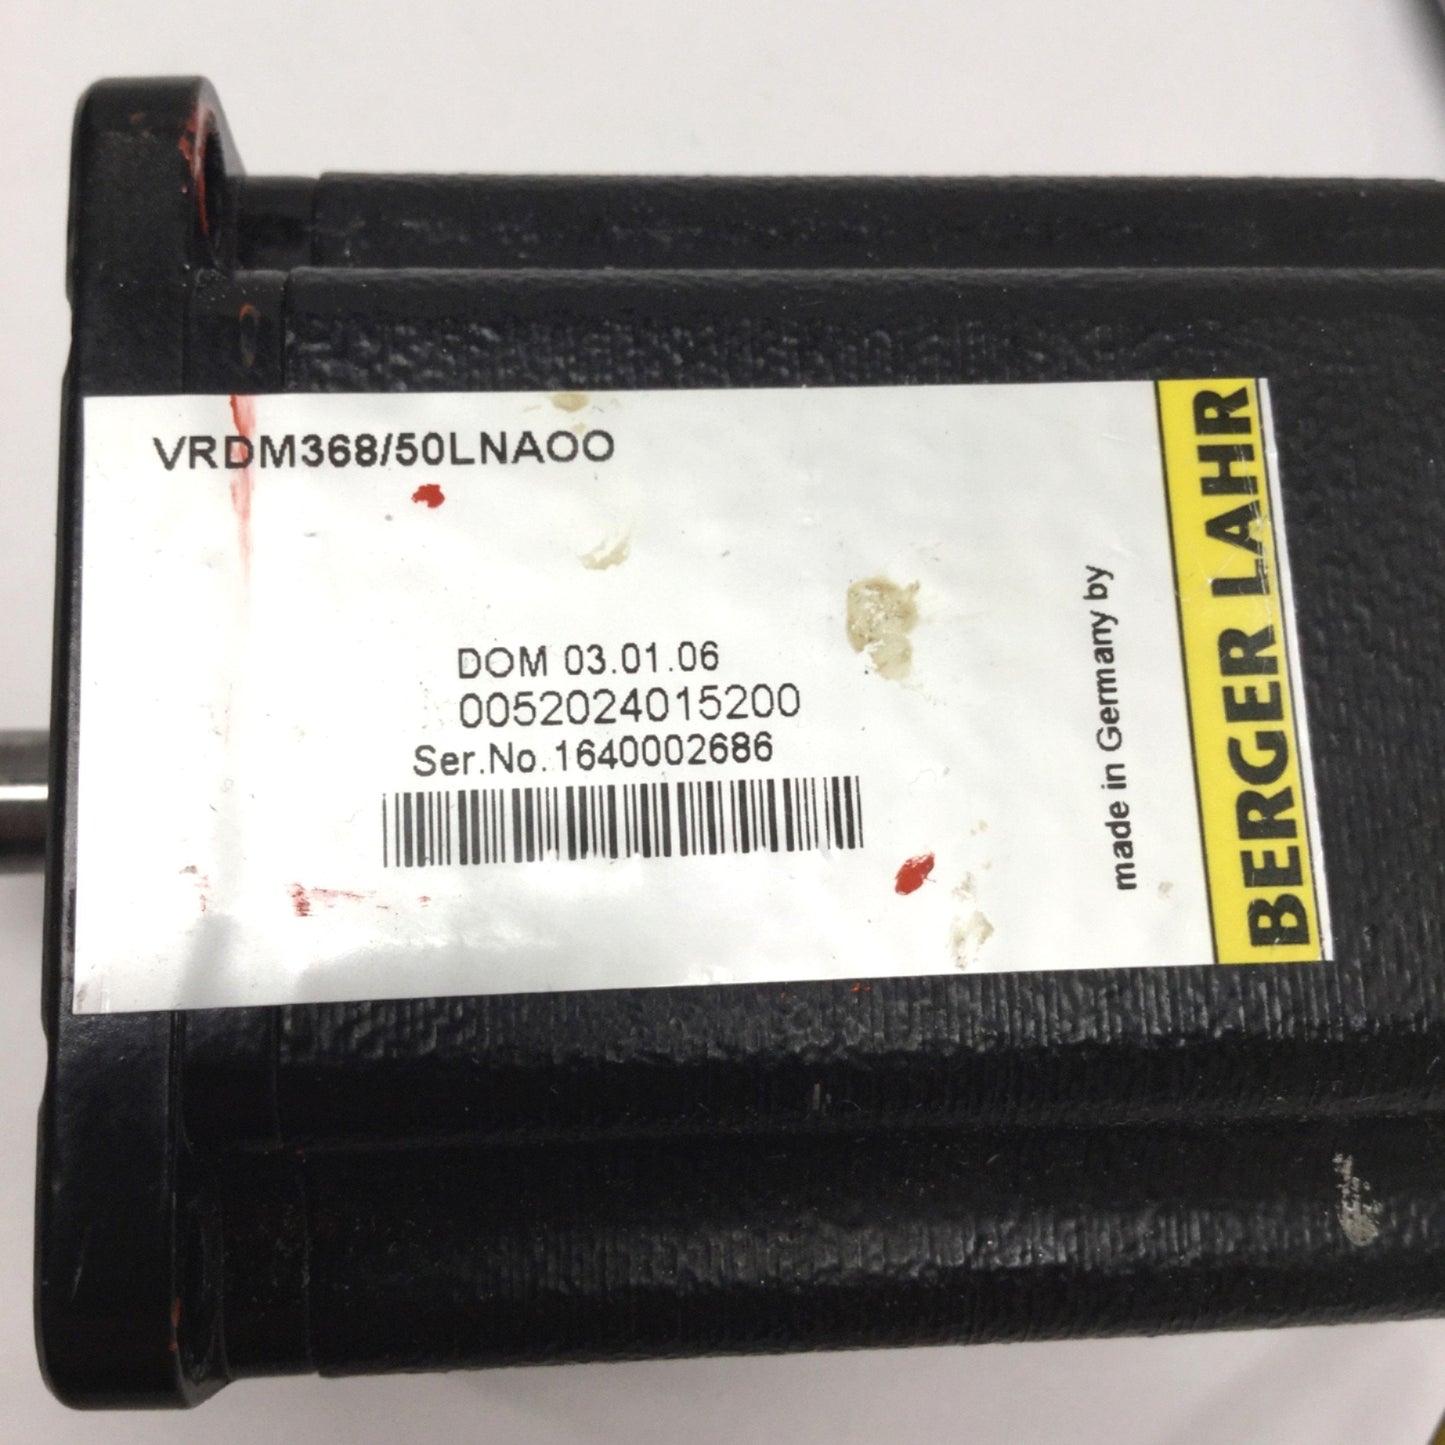 VRDM368/50LNAOO
DOM 03.01.06
0052024015200
Ser.No.1640002686
made in Germany by
BERGER LAHR